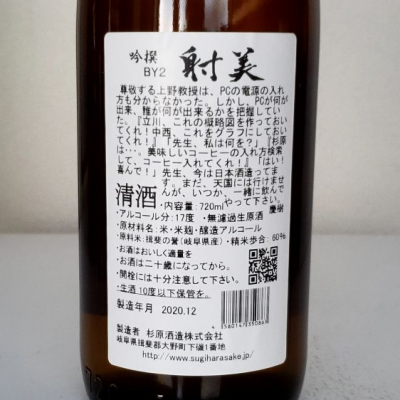 吟撰
BY2
射美
尊敬する上野教授は、PCの電源の入れ
方も分からなかった。しかし、PCが何が
出来、誰が何が出来るかを把握してい
た。『立川、これの概略図を作っておい
てくれ!中西、これをグラフにしておい
てくれ!』「先生、私は何を?」『杉原
は…。美味しいコーヒーの入れ方検索
して、コーヒー入れてくれ!』「はい!
喜んで!」先生、今は日本酒造ってま
す。まだ、天国には行けませ
んが、いつか、一緒に飲んで
慶樹
清酒
・内容量:720ml
・アルコール分:17度 ・無濾過生原酒
・原材料名:米・米麹・醸造アルコール
・原料米:揖斐の誉(岐阜県産)・精米歩合:60%
・お酒はおいしく適量を
・お酒は二十歳になってから。
・開栓には十分注意して下さい。
・生酒 10度以下保管を。
製造年月 2020.12
製造者 杉原酒造株式会社
岐阜県揖斐郡大野町下磯1番地
http://www.sugiharasake.com/